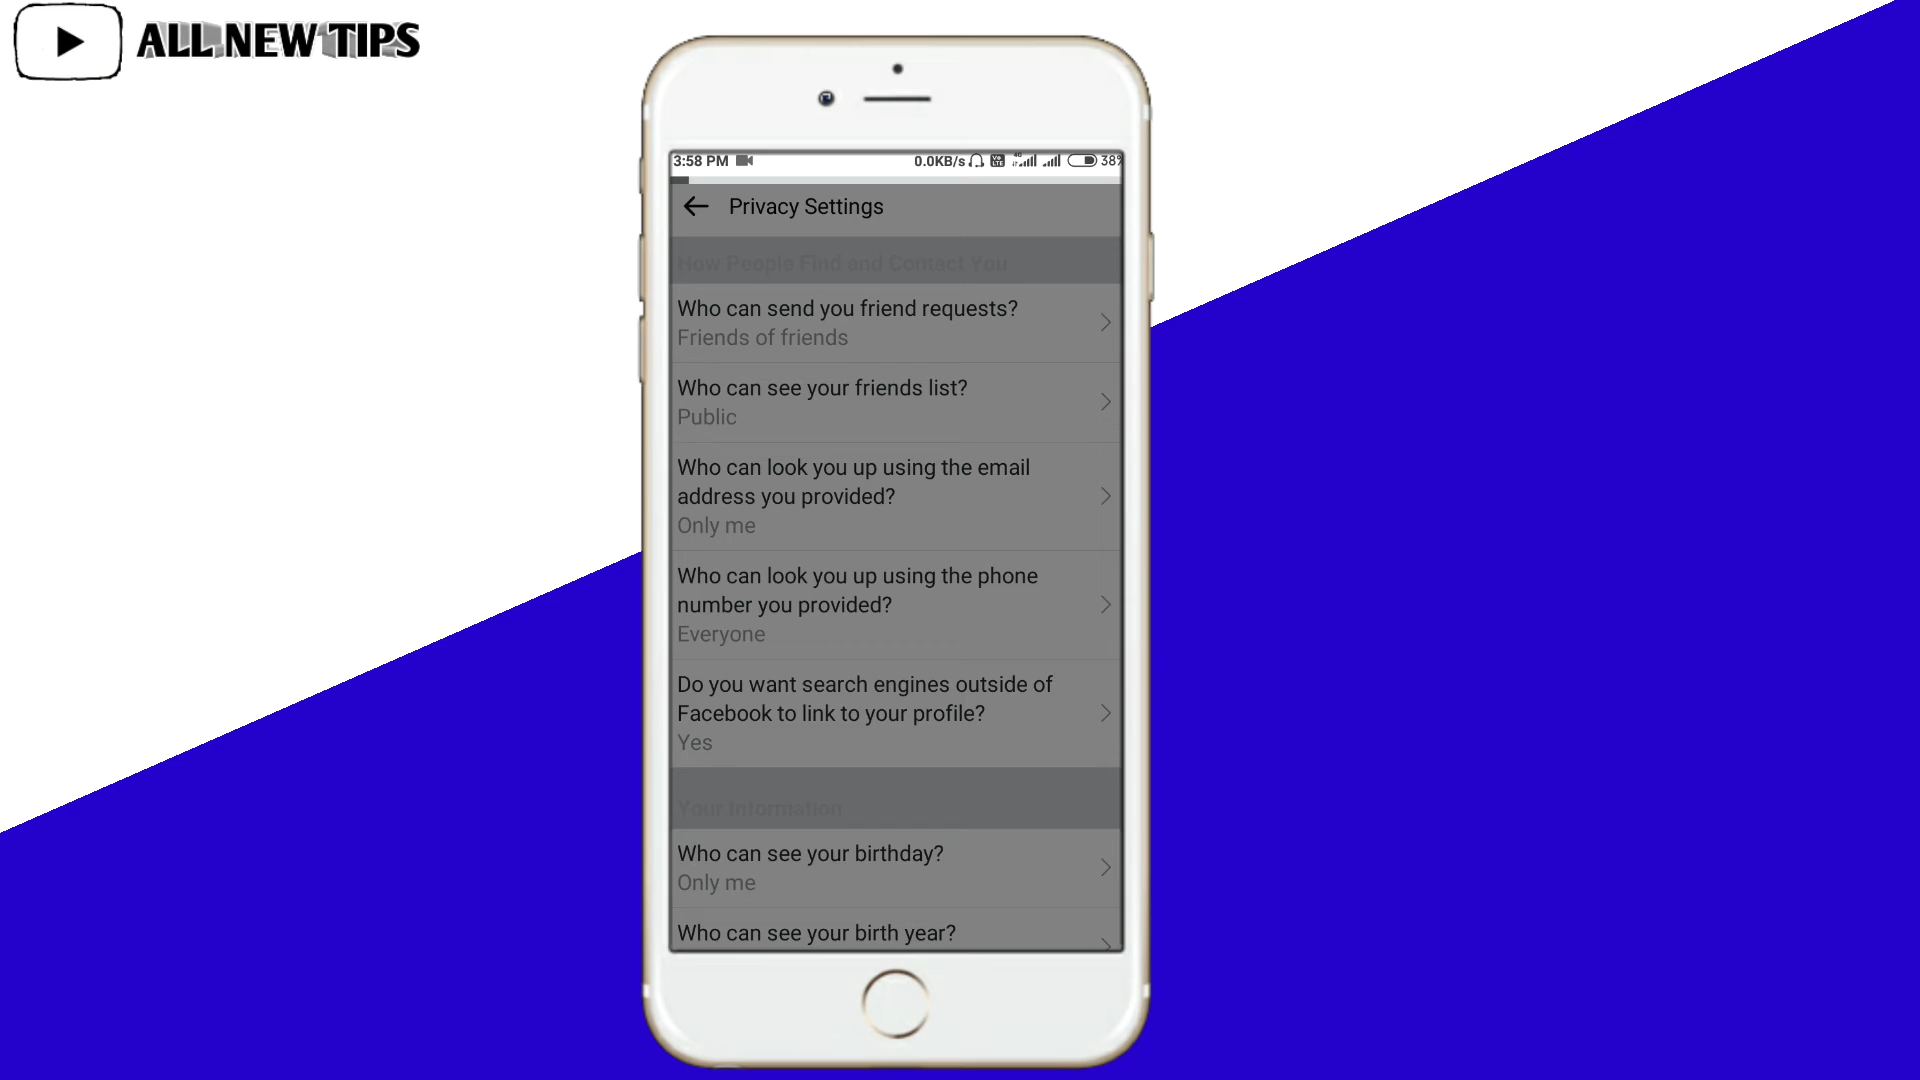 ALL NEW TIPS
3:58 PM 0.0KB/s 4G 38%
Privacy Settings
How People Find and Contact You
Who can send you friend requests?
Friends of friends
Who can see your friends list?
Public
Who can look you up using the email
address you provided?
Only me
Who can look you up using the phone
number you provided?
Everyone
Do you want search engines outside of
Facebook to link to your profile?
Yes
Your Information
Who can see your birthday?
Only me
Who can see your birth year?